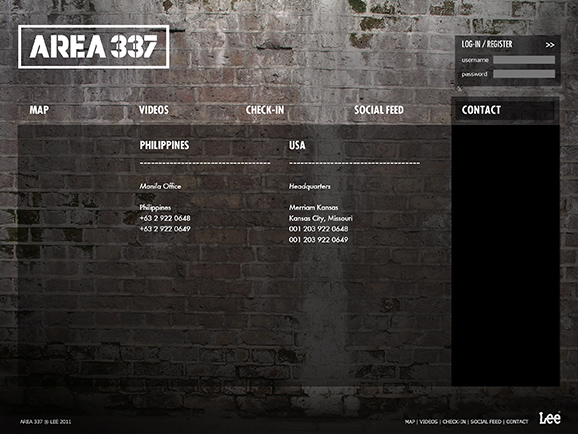 AREA 337
LOG-IN / REGISTER >>
username
password
MAP VIDEOS CHECK-IN SOCIAL FEED CONTACT
PHILIPPINES
Manila Office
Philippines
+63 2 922 0648
+63 2 922 0649
USA
Headquarters
Merriam Kansas
Kansas City, Missouri
001 203 922 0648
001 203 922 0649
AREA 337 ® LEE 2011
MAP | VIDEOS | CHECK-IN | SOCIAL FEED | CONTACT
Lee